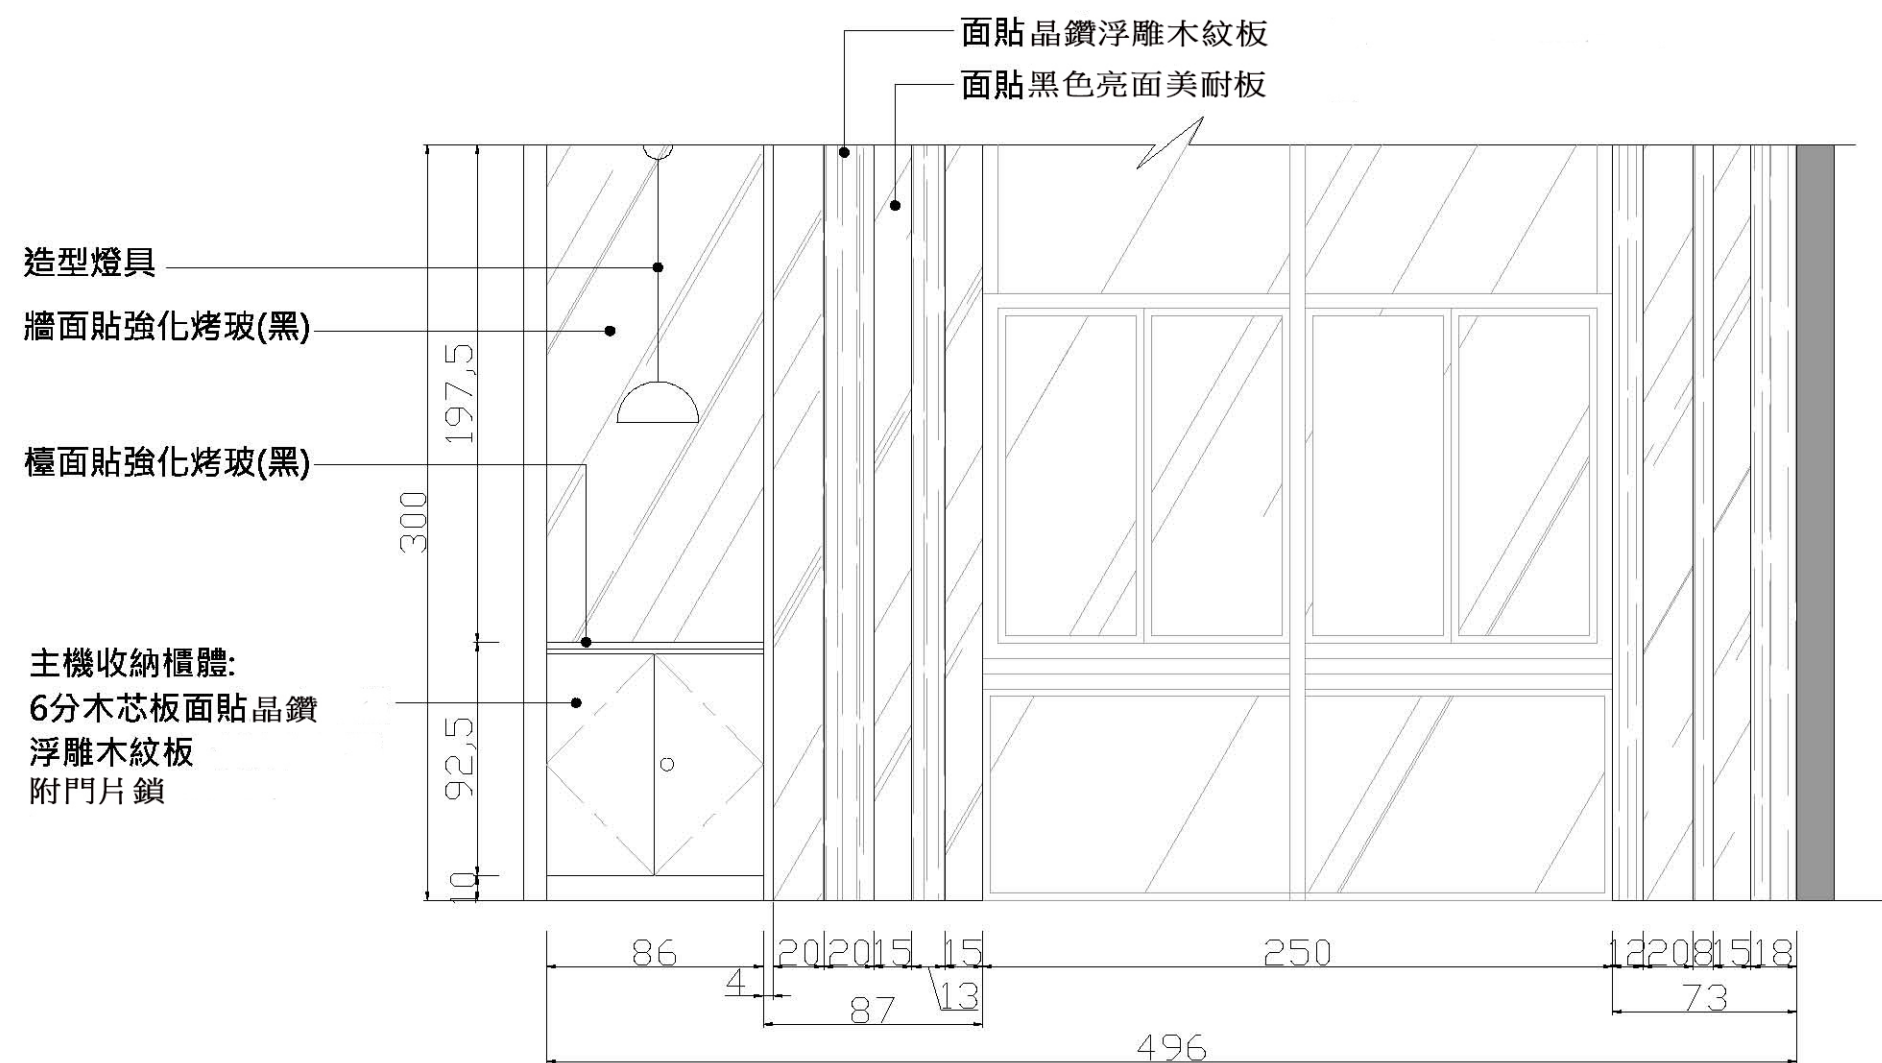 面貼晶鑽浮雕木紋板
面貼黑色亮面美耐板
造型燈具
牆面貼強化烤玻(黑)
檯面貼強化烤玻(黑)
主機收納櫃體:
6分木芯板面貼晶鑽
浮雕木紋板
附門片鎖
300
197,5
92,5
10
86 20 20 15 15 250 12 20 8 15 18
4 13
87 73
496